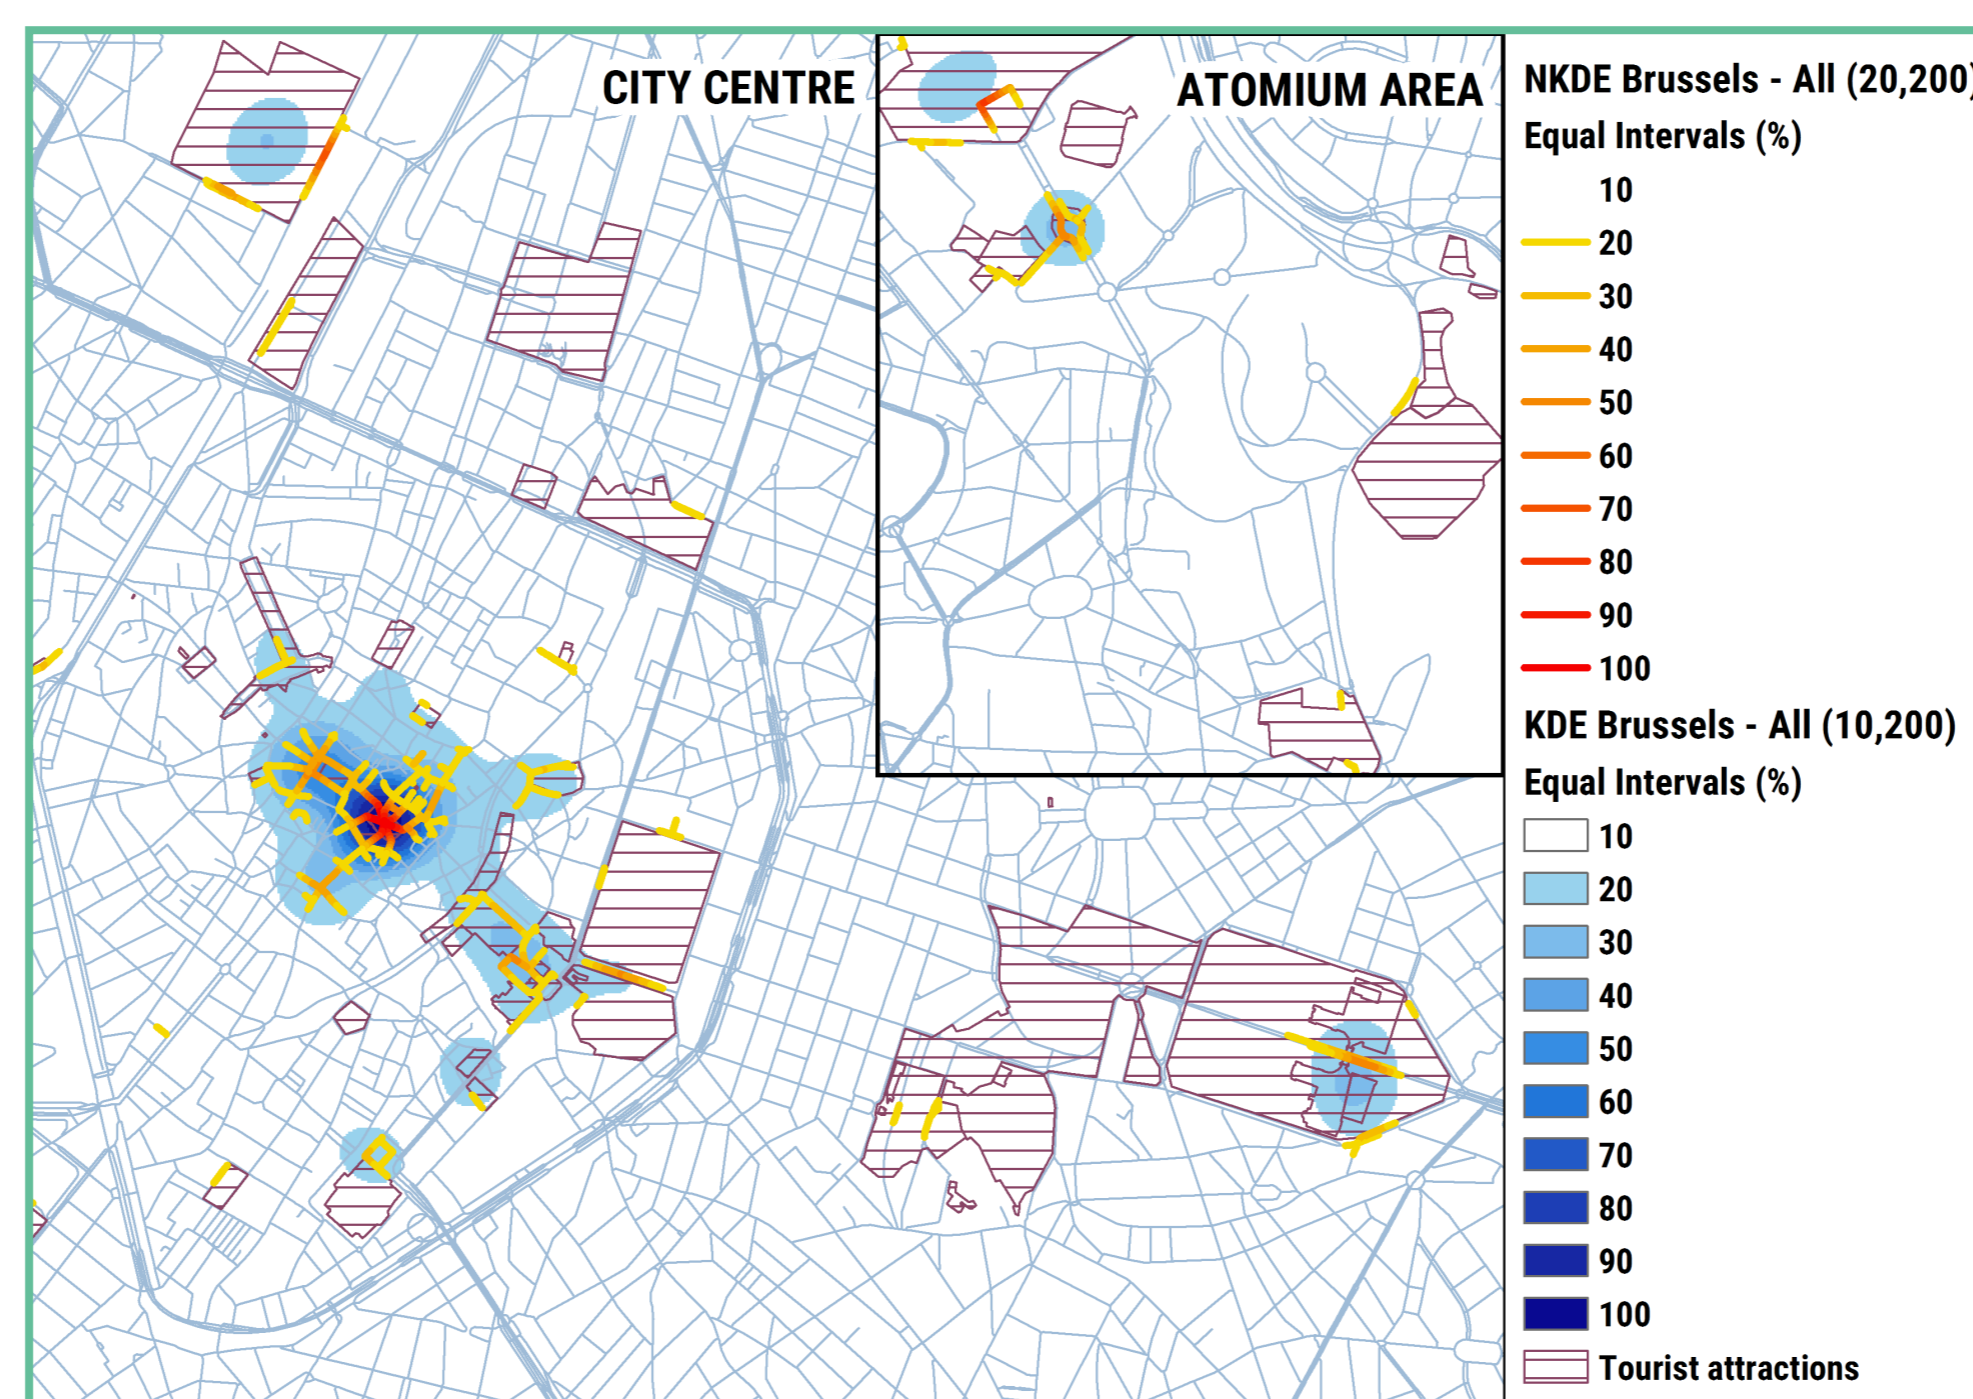 CITY CENTRE
ATOMIUM AREA
NKDE Brussels - All (20,200)
Equal Intervals (%)
10
20
30
40
50
60
70
80
90
100
KDE Brussels - All (10,200)
Equal Intervals (%)
10
20
30
40
50
60
70
80
90
100
Tourist attractions